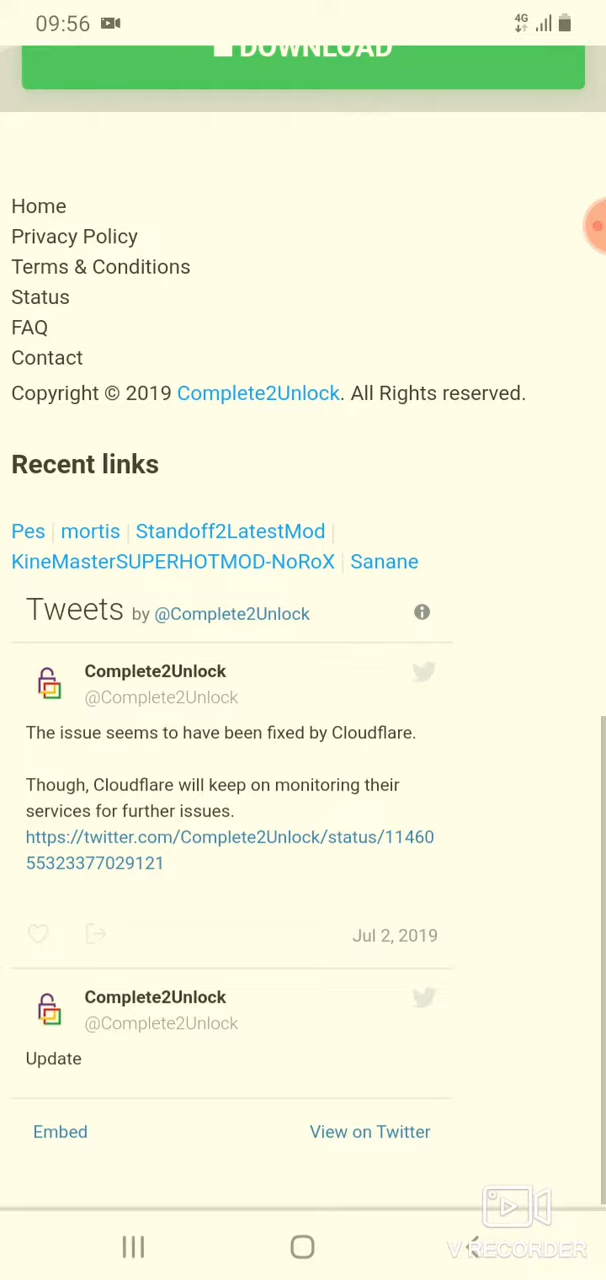 09:56
4G
DOWNLOAD
Home
Privacy Policy
Terms & Conditions
Status
FAQ
Contact
Copyright © 2019 Complete2Unlock. All Rights reserved.
Recent links
Pes | mortis | Standoff2LatestMod |
KineMasterSUPERHOTMOD-NoRoX | Sanane
Tweets by @Complete2Unlock
Complete2Unlock
@Complete2Unlock
The issue seems to have been fixed by Cloudflare.
Though, Cloudflare will keep on monitoring their
services for further issues.
https://twitter.com/Complete2Unlock/status/11460
55323377029121
Jul 2, 2019
Complete2Unlock
@Complete2Unlock
Update
Embed
View on Twitter
V RECORDER